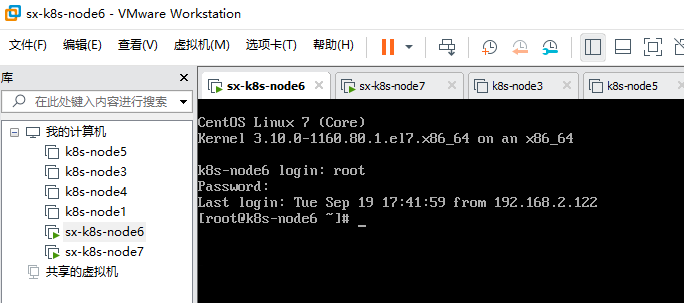 sx-k8s-node6 - VMware Workstation
文件(F) 编辑(E) 查看(V) 虚拟机(M) 选项卡(T) 帮助(H)
库
在此处键入内容进行搜索
我的计算机
k8s-node5
k8s-node3
k8s-node4
k8s-node1
sx-k8s-node6
sx-k8s-node7
共享的虚拟机
sx-k8s-node6 sx-k8s-node7 k8s-node3 k8s-node5
CentOS Linux 7 (Core)
Kernel 3.10.0-1160.80.1.el7.x86_64 on an x86_64
k8s-node6 login: root
Password:
Last login: Tue Sep 19 17:41:59 from 192.168.2.122
[root@k8s-node6 ~]# _